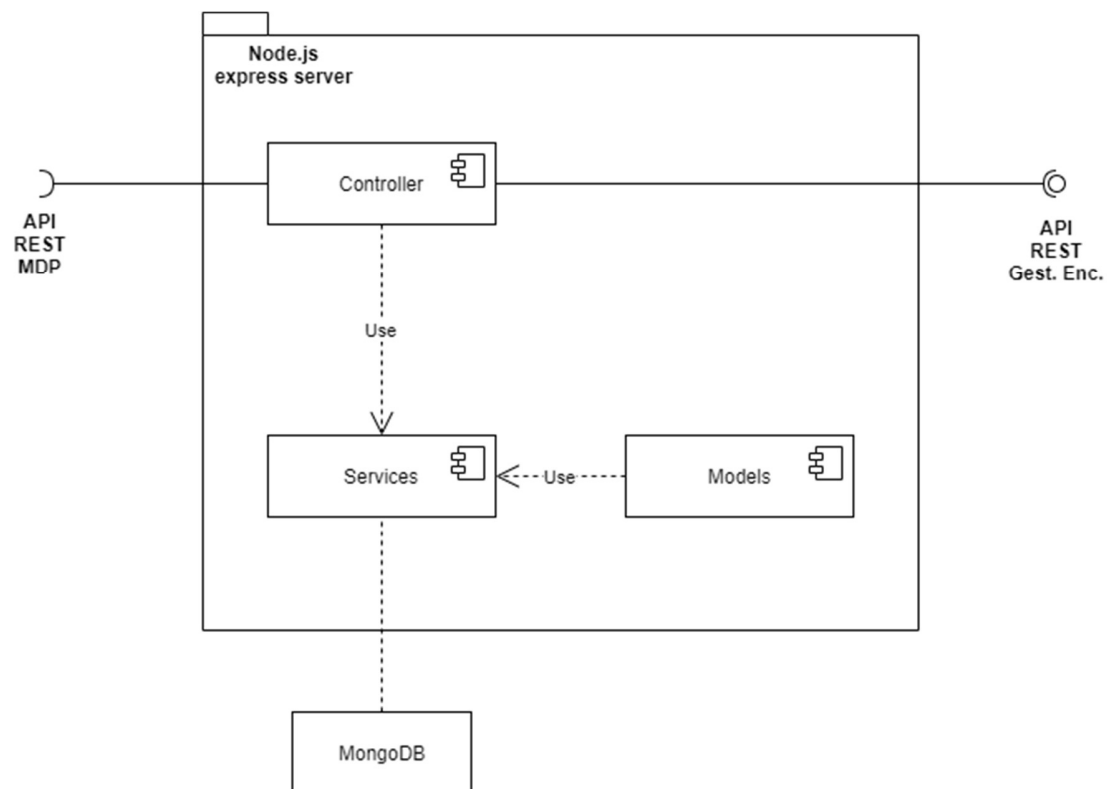 Node.js
express server
Controller
API
REST
MDP
API
REST
Gest. Enc.
Use
Services
Use
Models
MongoDB